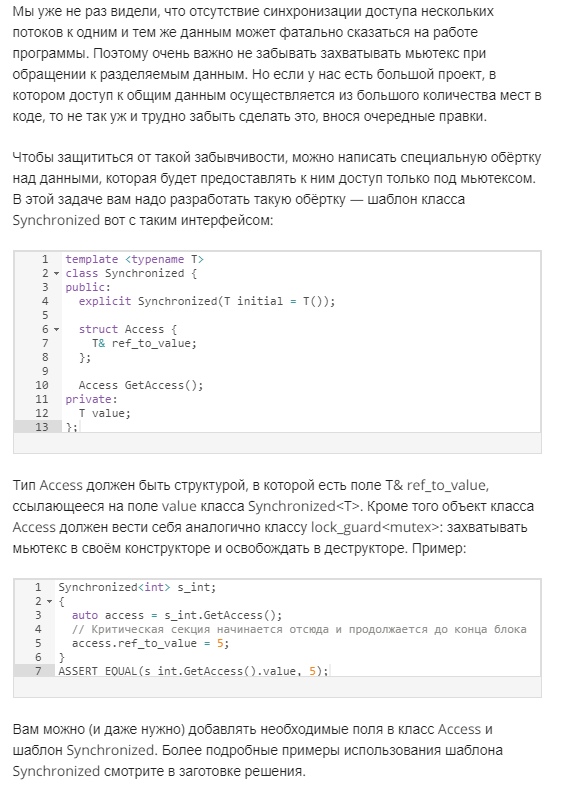 Мы уже не раз видели, что отсутствие синхронизации доступа нескольких
потоков к одним и тем же данным может фатально сказаться на работе
программы. Поэтому очень важно не забывать захватывать мьютекс при
обращении к разделяемым данным. Но если у нас есть большой проект, в
котором доступ к общим данным осуществляется из большого количества мест в
коде, то не так уж и трудно забыть сделать это, внося очередные правки.
Чтобы защититься от такой забывчивости, можно написать специальную обёртку
над данными, которая будет предоставлять к ним доступ только под мьютексом.
В этой задаче вам надо разработать такую обёртку — шаблон класса
Synchronized вот с таким интерфейсом:
1 template <typename T>
2 class Synchronized {
3 public:
4   explicit Synchronized(T initial = T());
5
6   struct Access {
7     T& ref_to_value;
8   };
9
10   Access GetAccess();
11 private:
12   T value;
13 };
Тип Access должен быть структурой, в которой есть поле T& ref_to_value,
ссылающееся на поле value класса Synchronized<T>. Кроме того объект класса
Access должен вести себя аналогично классу lock_guard<mutex>: захватывать
мьютекс в своём конструкторе и освобождать в деструкторе. Пример:
1 Synchronized<int> s_int;
2 {
3   auto access = s_int.GetAccess();
4   // Критическая секция начинается отсюда и продолжается до конца блока
5   access.ref_to_value = 5;
6 }
7 ASSERT_EQUAL(s_int.GetAccess().value, 5);
Вам можно (и даже нужно) добавлять необходимые поля в класс Access и
шаблон Synchronized. Более подробные примеры использования шаблона
Synchronized смотрите в заготовке решения.